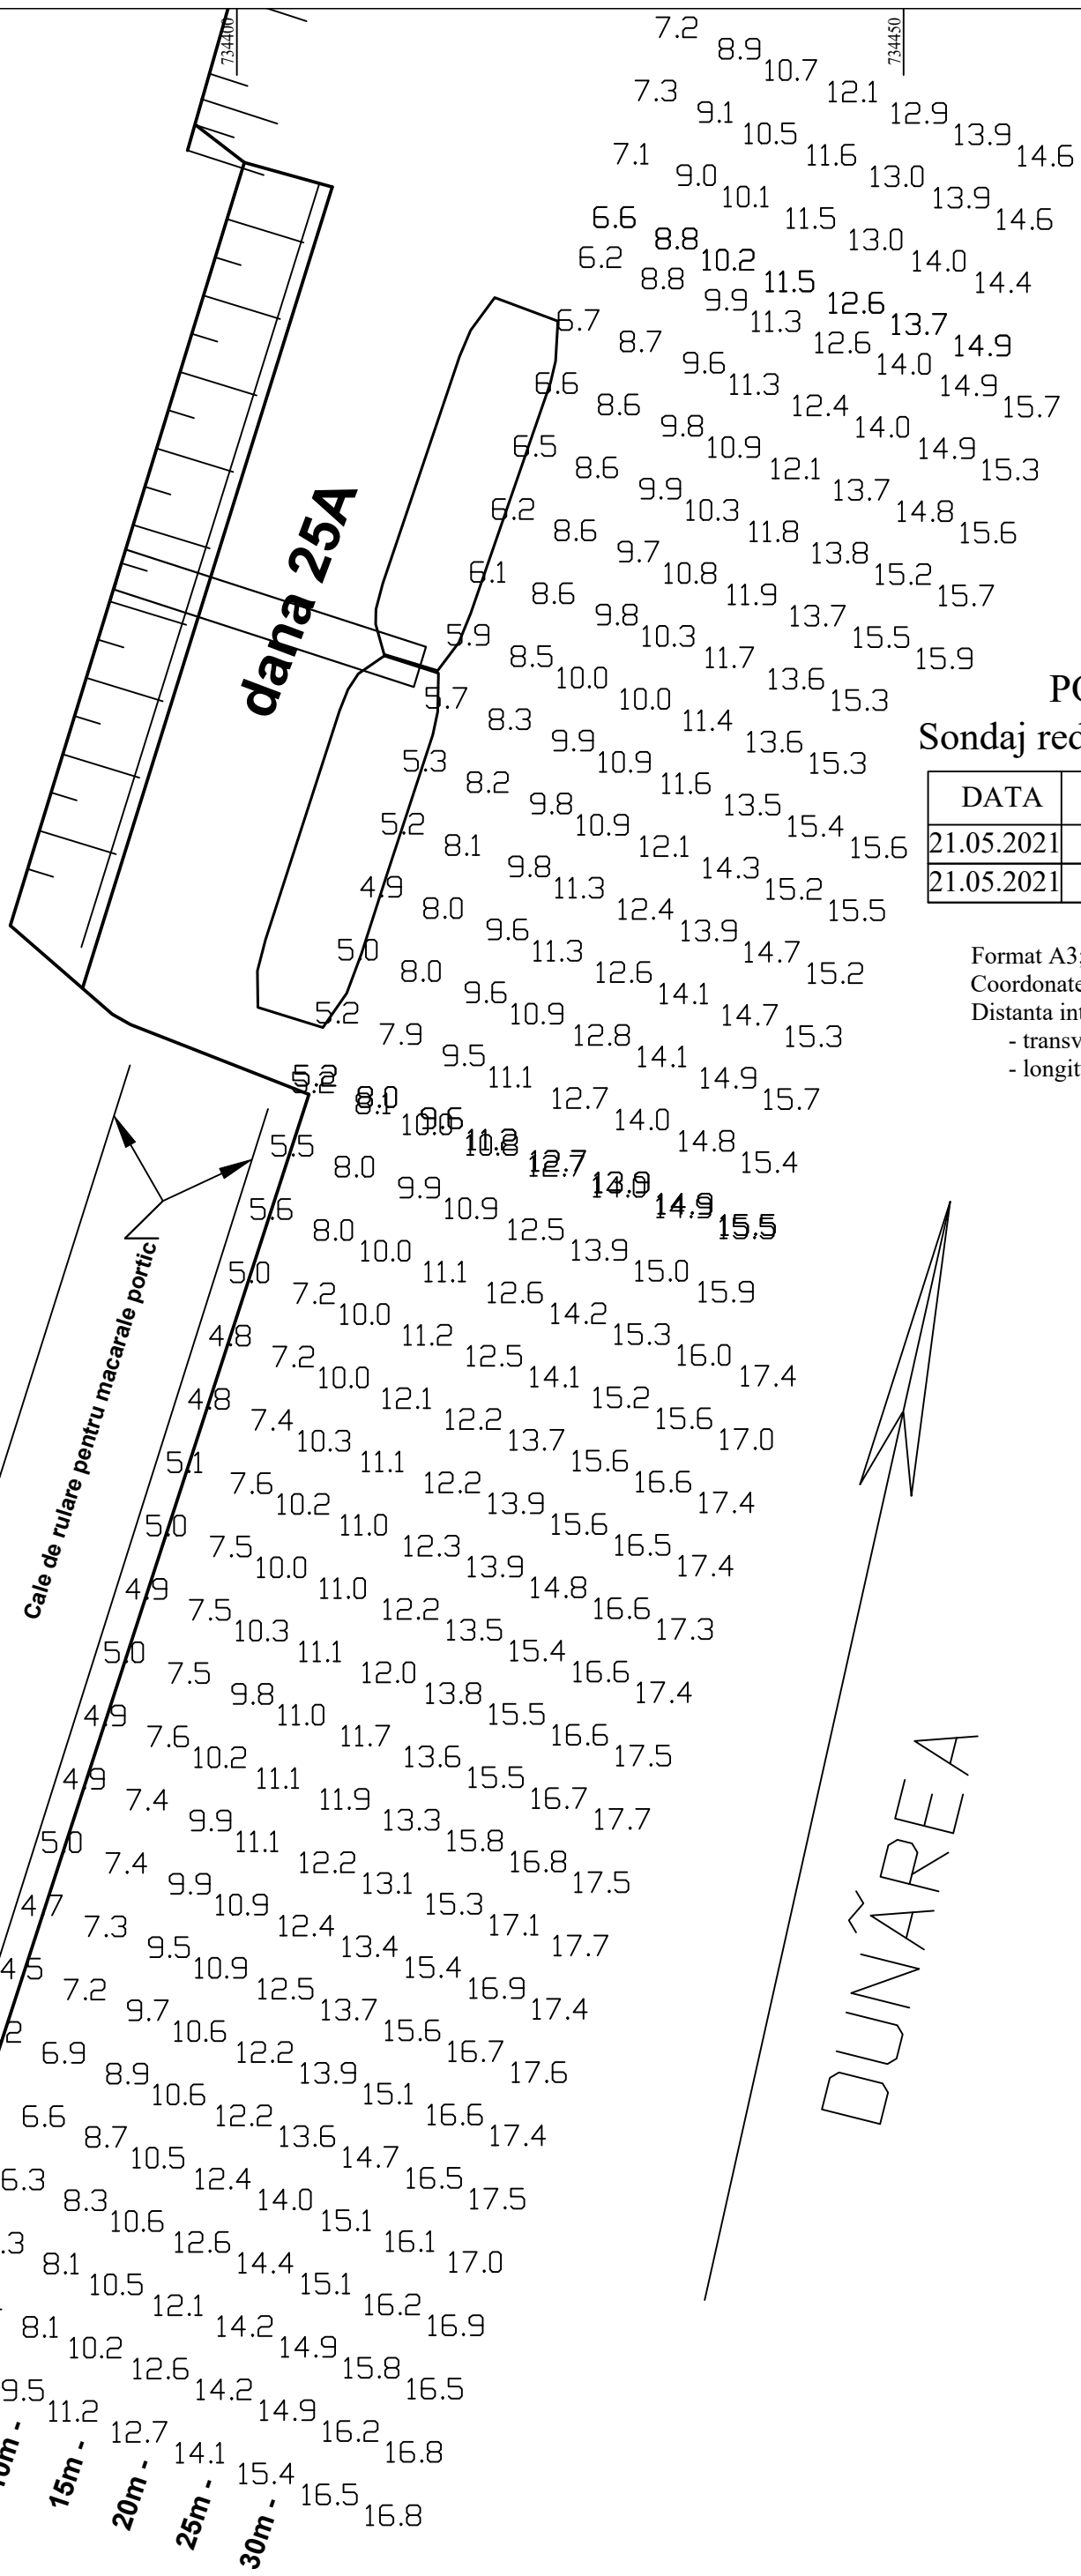 734400
734450
7.2 8.9 10.7 12.1 12.9 13.9 14.6
7.3 9.1 10.5 11.6 13.0 13.9 14.6
7.1 9.0 10.1 11.5 13.0 14.0 14.4
6.6 8.8 10.2 11.5 12.6 13.7 14.9
6.2 8.8 9.9 11.3 12.6 14.0 14.9 15.7
6.7 8.7 9.6 11.3 12.4 14.0 14.9 15.3
6.6 8.6 9.8 10.9 12.1 13.7 14.8 15.6
6.5 8.6 9.9 10.3 11.8 13.8 15.2 15.7
6.2 8.6 9.7 10.8 11.9 13.7 15.5 15.9
6.1 8.6 9.8 10.3 11.7 13.6 15.3
5.9 8.5 10.0 10.0 11.4 13.6 15.3
5.7 8.3 9.9 10.9 11.6 13.5 15.4 15.6
5.3 8.2 9.8 10.9 12.1 14.3 15.2 15.5
5.2 8.1 9.8 11.3 12.4 13.9 14.7 15.2
4.9 8.0 9.6 11.3 12.6 14.1 14.7 15.3
5.0 8.0 9.6 10.9 12.8 14.1 14.9 15.7
5.2 7.9 9.5 11.1 12.7 14.0 14.8 15.4
5.2 8.0 12.7 14.9 15.5
5.2 8.1 10.0 10.8 12.7 14.0 14.9 15.5
5.5 8.0 9.9 10.9 12.5 13.9 15.0 15.9
5.6 8.0 10.0 11.1 12.6 14.2 15.3 16.0 17.4
5.0 7.2 10.0 11.2 12.5 14.1 15.2 15.6 17.0
4.8 7.2 10.0 12.1 12.2 13.7 15.6 16.6 17.4
4.8 7.4 10.3 11.1 12.2 13.9 15.6 16.5 17.4
5.1 7.6 10.2 11.0 12.3 13.9 14.8 16.6 17.3
5.0 7.5 10.0 11.0 12.2 13.5 15.4 16.6 17.4
4.9 7.5 10.3 11.1 12.0 13.8 15.5 16.6 17.5
5.0 7.5 9.8 11.0 11.7 13.6 15.5 16.7 17.7
4.9 7.6 10.2 11.1 11.9 13.3 15.8 16.8 17.5
4.9 7.4 9.9 11.1 12.2 13.1 15.3 17.1 17.7
5.0 7.4 9.9 10.9 12.4 13.4 15.4 16.9 17.4
4.7 7.3 9.5 10.9 12.5 13.7 15.6 16.7 17.6
4.5 7.2 9.7 10.6 12.2 13.9 15.1 16.6 17.4
2 6.9 8.9 10.6 12.2 13.6 14.7 16.5 17.5
6.6 8.7 10.5 12.4 14.0 15.1 16.1 17.0
6.3 8.3 10.6 12.6 14.4 15.1 16.2 16.9
.3 8.1 10.5 12.1 14.2 14.9 15.8 16.5
8.1 10.2 12.6 14.2 14.9 16.2 16.8
9.5 11.2 12.7 14.1 15.4 16.5 16.8
dana 25A
Cale de rulare pentru macarale portic
Sondaj red
DATA
21.05.2021
21.05.2021
Format A3;
Coordonate
Distanta int
- transv
- longit
DUNĂREA
15m -
20m -
25m -
30m -